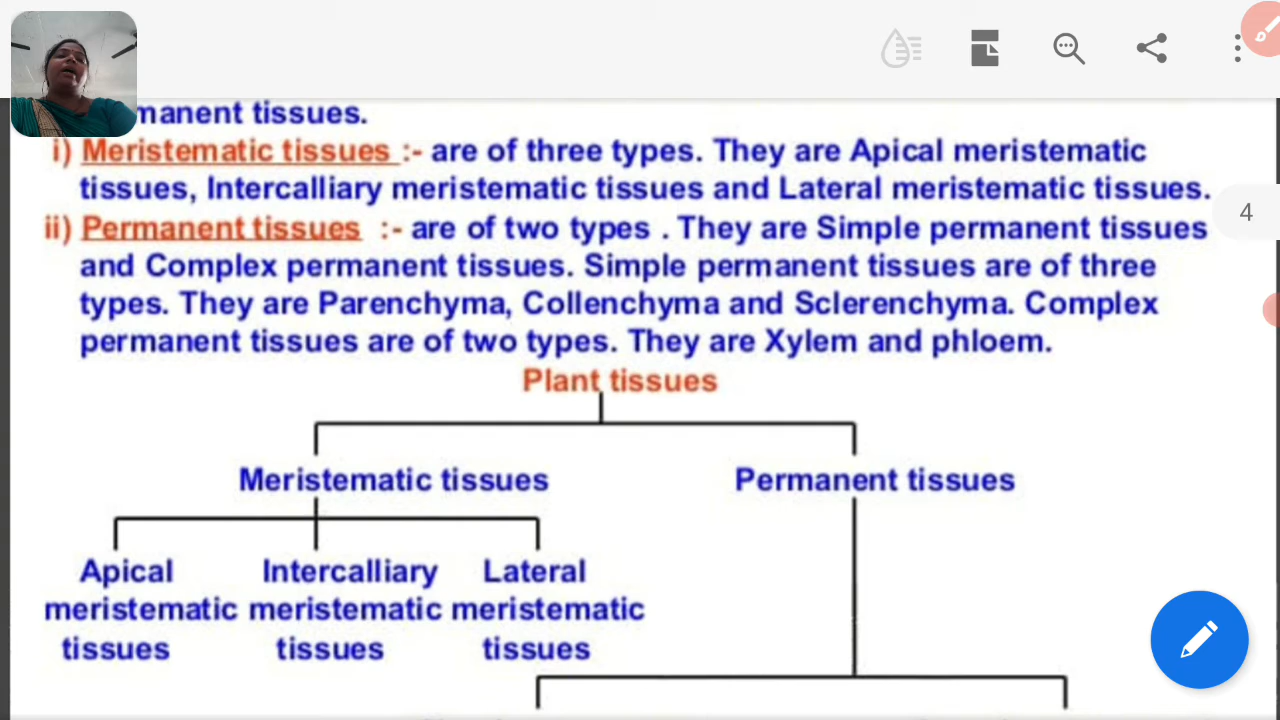 manent tissues.
i) Meristematic tissues :- are of three types. They are Apical meristematic
tissues, Intercalliary meristematic tissues and Lateral meristematic tissues.
4
ii) Permanent tissues :- are of two types . They are Simple permanent tissues
and Complex permanent tissues. Simple permanent tissues are of three
types. They are Parenchyma, Collenchyma and Sclerenchyma. Complex
permanent tissues are of two types. They are Xylem and phloem.
Plant tissues
Meristematic tissues Permanent tissues
Apical Intercalliary Lateral
meristematic meristematic meristematic
tissues tissues tissues